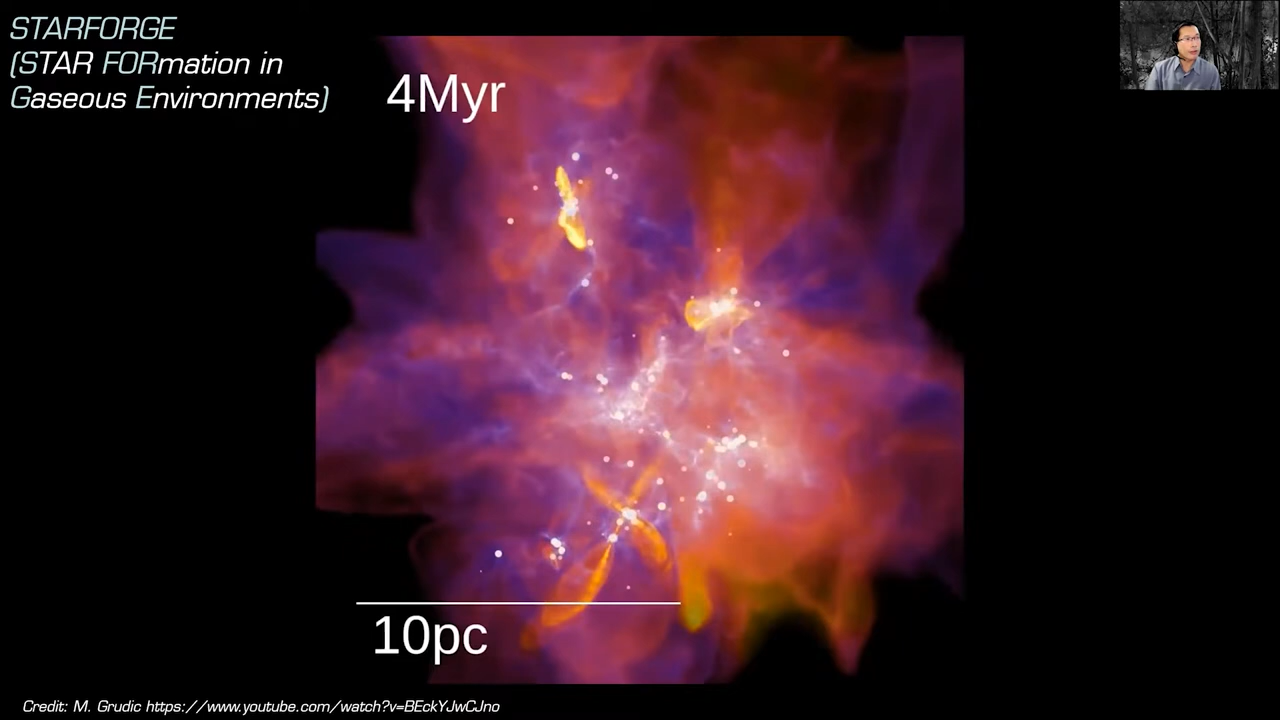 STARFORGE
(STAR FORmation in
Gaseous Environments)
4Myr
10pc
Credit: M. Grudic https://www.youtube.com/watch?v=BEckYJwCJno